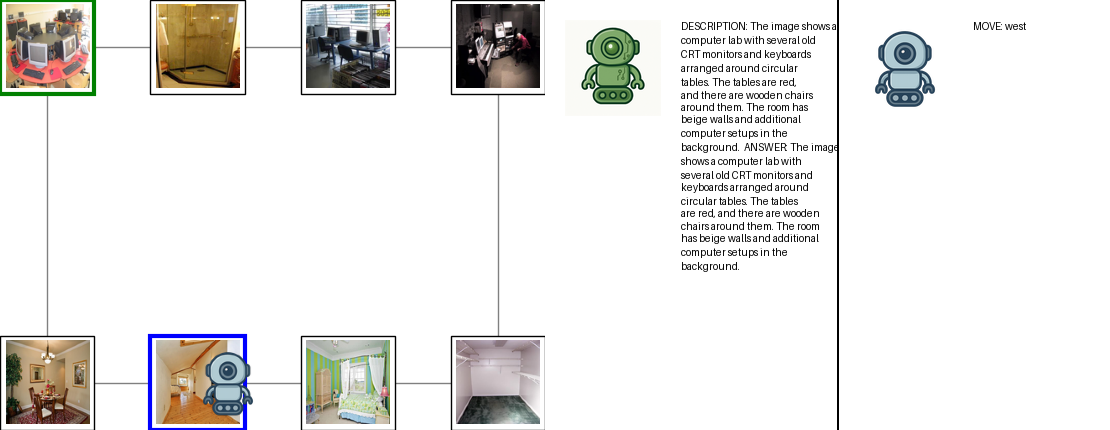 DESCRIPTION: The image shows a
computer lab with several old
CRT monitors and keyboards
arranged around circular
tables. The tables are red,
and there are wooden chairs
around them. The room has
beige walls and additional
computer setups in the
background. ANSWER: The image
shows a computer lab with
several old CRT monitors and
keyboards arranged around
circular tables. The tables
are red, and there are wooden
chairs around them. The room
has beige walls and additional
computer setups in the
background.
MOVE: west